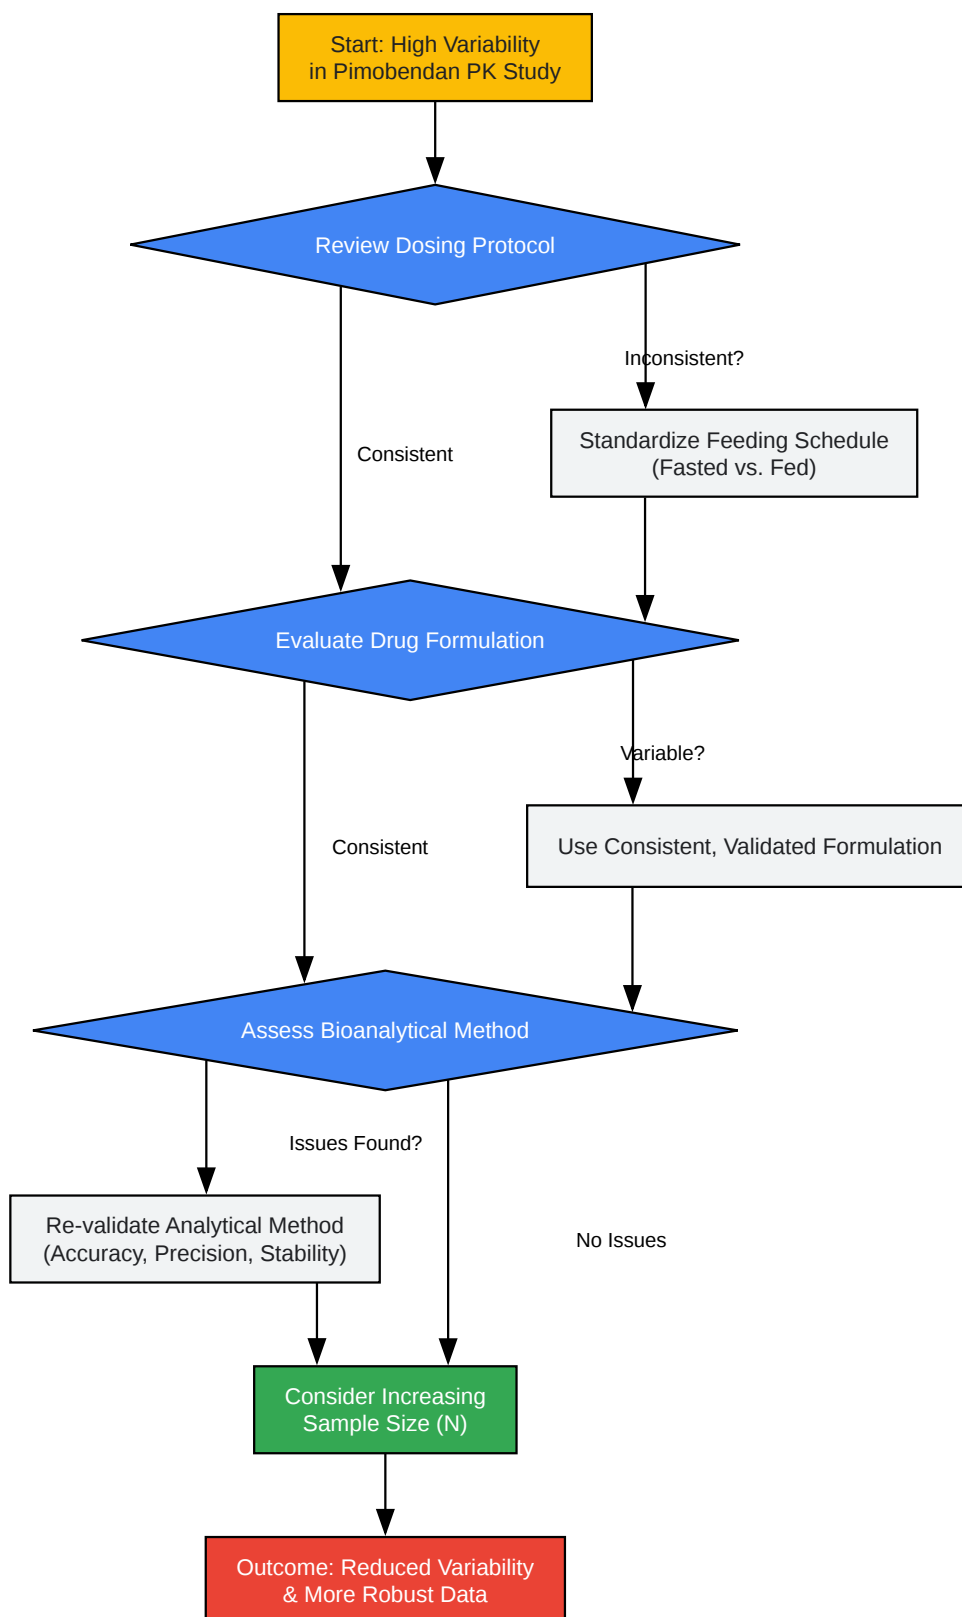 Start: High Variability
in Pimobendan PK Study
Review Dosing Protocol
Inconsistent?
Standardize Feeding Schedule
(Fasted vs. Fed)
Consistent
Evaluate Drug Formulation
Variable?
Use Consistent, Validated Formulation
Consistent
Assess Bioanalytical Method
Issues Found?
Re-validate Analytical Method
(Accuracy, Precision, Stability)
No Issues
Consider Increasing
Sample Size (N)
Outcome: Reduced Variability
& More Robust Data